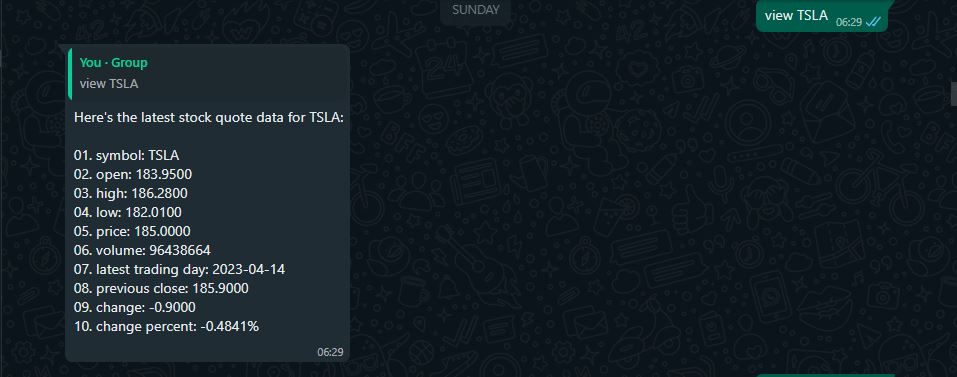 SUNDAY
view TSLA 06:29
You · Group
view TSLA
Here's the latest stock quote data for TSLA:
01. symbol: TSLA
02. open: 183.9500
03. high: 186.2800
04. low: 182.0100
05. price: 185.0000
06. volume: 96438664
07. latest trading day: 2023-04-14
08. previous close: 185.9000
09. change: -0.9000
10. change percent: -0.4841%
06:29